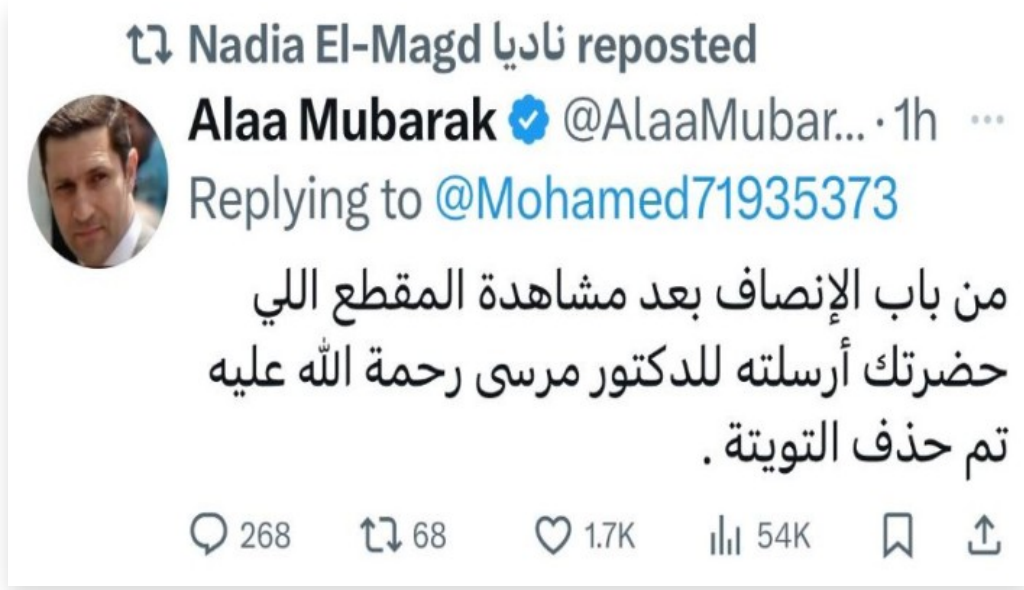 Nadia El-Magd ناديا reposted
Alaa Mubarak @AlaaMubar... · 1h
Replying to @Mohamed71935373
من باب الإنصاف بعد مشاهدة المقطع اللي
حضرتك أرسلته للدكتور مرسى رحمة الله عليه
تم حذف التويتة .
268 68 1.7K 54K